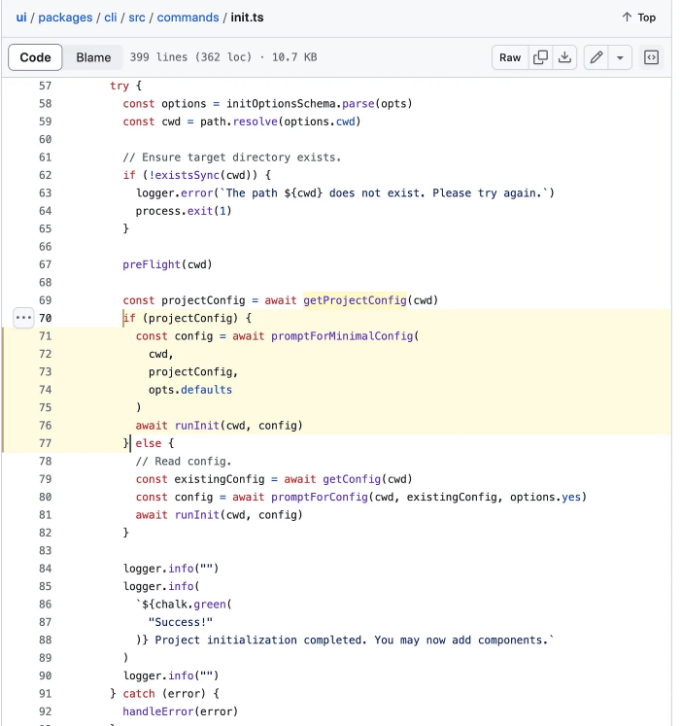 ui / packages / cli / src / commands / init.ts
Top
Code Blame 399 lines (362 loc) · 10.7 KB Raw
57 try {
58 const options = initOptionsSchema.parse(opts)
59 const cwd = path.resolve(options.cwd)
60
61 // Ensure target directory exists.
62 if (!existsSync(cwd)) {
63 logger.error(`The path ${cwd} does not exist. Please try again.`)
64 process.exit(1)
65 }
66
67 preFlight(cwd)
68
69 const projectConfig = await getProjectConfig(cwd)
70 if (projectConfig) {
71 const config = await promptForMinimalConfig(
72 cwd,
73 projectConfig,
74 opts.defaults
75 )
76 await runInit(cwd, config)
77 } else {
78 // Read config.
79 const existingConfig = await getConfig(cwd)
80 const config = await promptForConfig(cwd, existingConfig, options.yes)
81 await runInit(cwd, config)
82 }
83
84 logger.info("")
85 logger.info(
86 `${chalk.green(
87 "Success!"
88 )} Project initialization completed. You may now add components.`
89 )
90 logger.info("")
91 } catch (error) {
92 handleError(error)